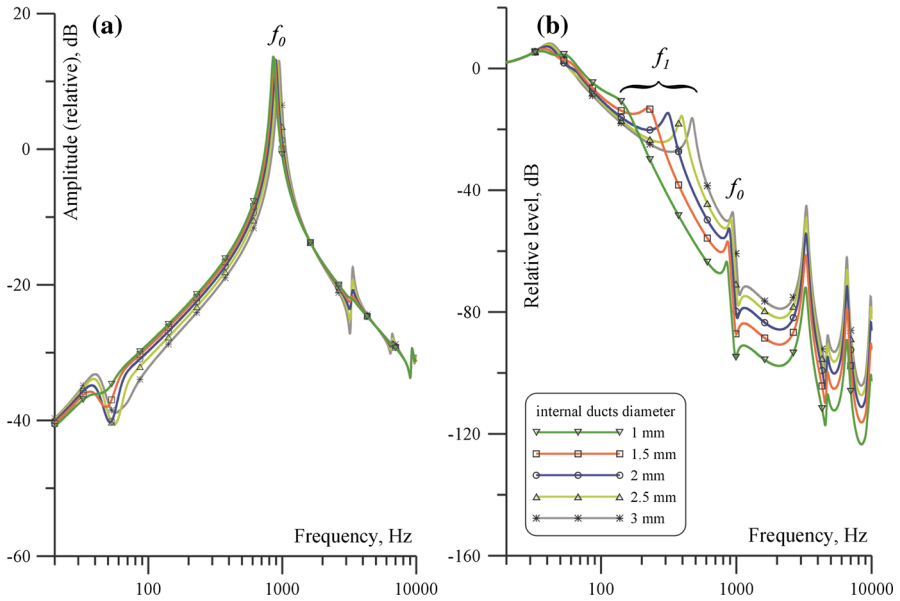 (a)
f₀
Amplitude (relative), dB
20
0
-20
-40
-60
100
1000
10000
Frequency, Hz
(b)
f₁
f₀
Relative level, dB
0
-40
-80
-120
-160
100
1000
10000
Frequency, Hz
internal ducts diameter
1 mm
1.5 mm
2 mm
2.5 mm
3 mm